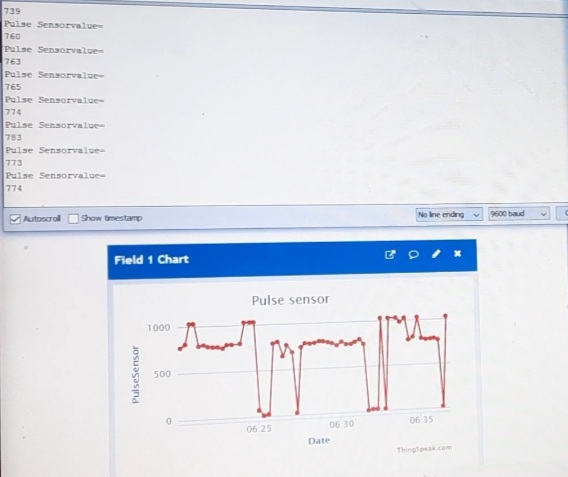 739
Pulse Sensorvalue=
760
Pulse Sensorvalue=
763
Pulse Sensorvalue=
765
Pulse Sensorvalue=
774
Pulse Sensorvalue=
783
Pulse Sensorvalue=
773
Pulse Sensorvalue=
774
Autoscroll Show timestamp No line ending 9600 baud
Field 1 Chart
Pulse sensor
PulseSensor
1000
500
0
06:25 06:30 06:35
Date
ThingSpeak.com